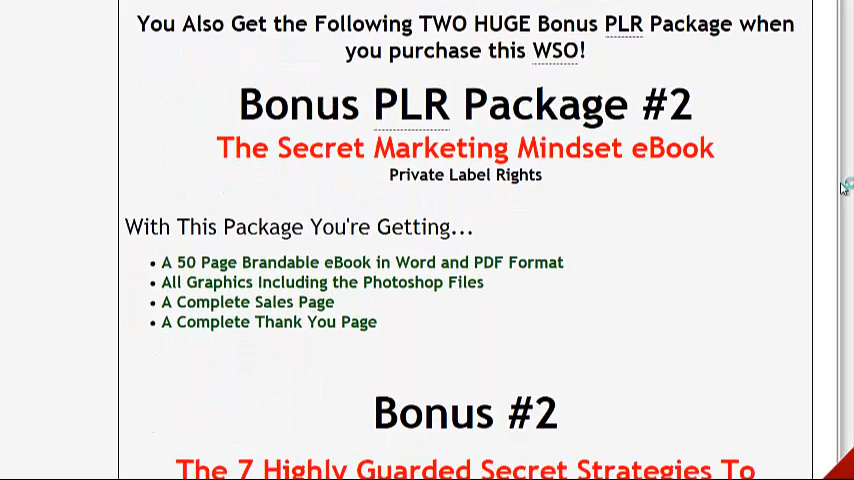 You Also Get the Following TWO HUGE Bonus PLR Package when
you purchase this WSO!
Bonus PLR Package #2
The Secret Marketing Mindset eBook
Private Label Rights
With This Package You're Getting...
• A 50 Page Brandable eBook in Word and PDF Format
• All Graphics Including the Photoshop Files
• A Complete Sales Page
• A Complete Thank You Page
Bonus #2
The 7 Highly Guarded Secret Strategies To